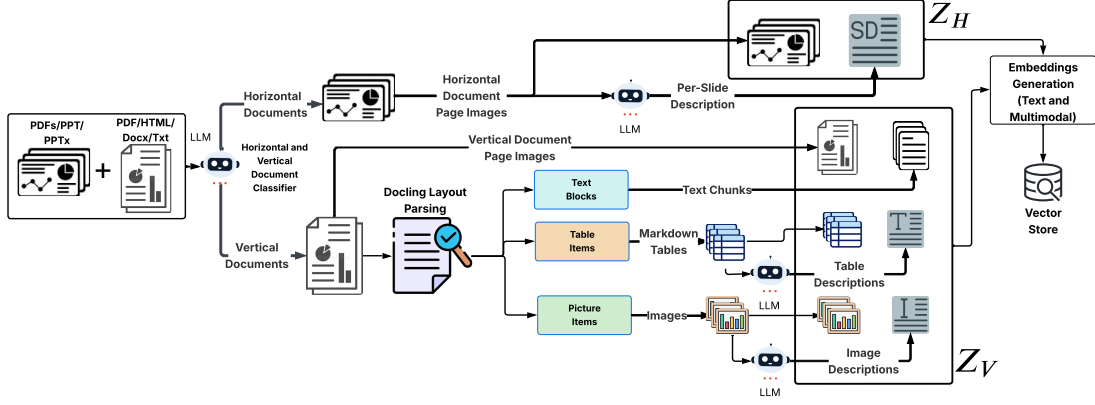 PDFs/PPT/
PPTx
PDF/HTML/
Docx/Txt
LLM
Horizontal and
Vertical
Document
Classifier
Horizontal
Documents
Horizontal
Document
Page Images
LLM
Per-Slide
Description
SD
Z_H
Vertical
Documents
Vertical Document
Page Images
Docling Layout
Parsing
Text
Blocks
Text Chunks
Table
Items
Markdown
Tables
LLM
Table
Descriptions
T
Picture
Items
Images
LLM
Image
Descriptions
I
Z_V
Embeddings
Generation
(Text and
Multimodal)
Vector
Store